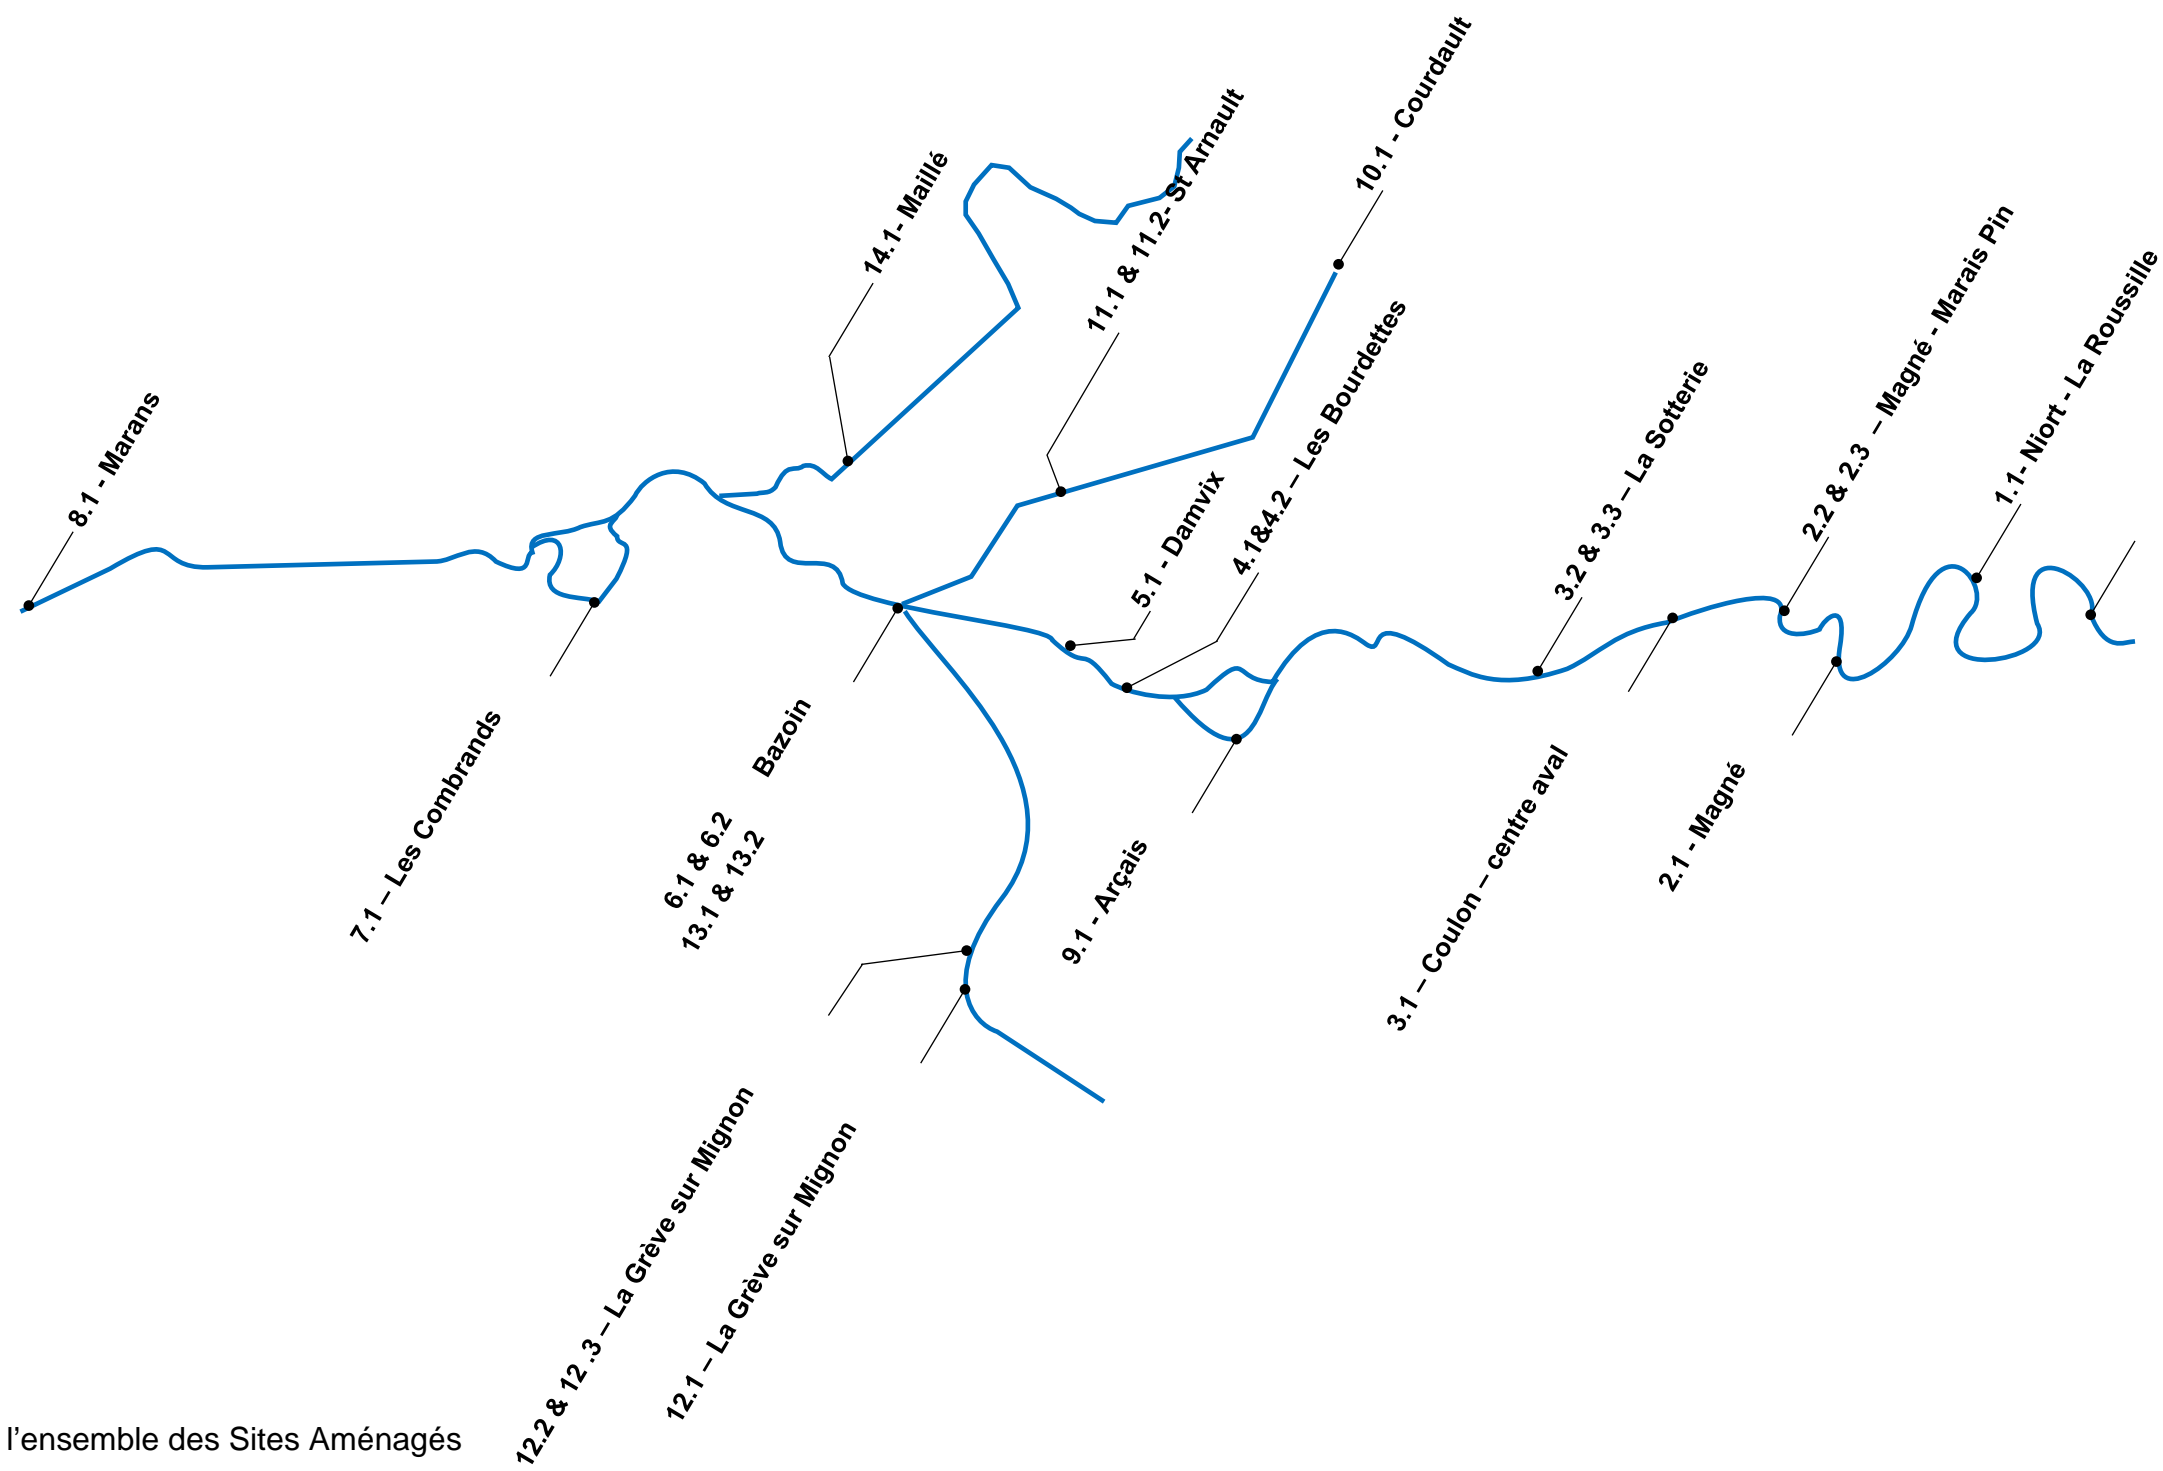 8.1 - Marans
14.1- Maillé
11.1 & 11.2- St Arnault
10.1 - Courdault
5.1 - Damvix
4.1&4.2 – Les Bourdettes
3.2 & 3.3 – La Sotterie
2.2 & 2.3 – Magné - Marais Pin
1.1- Niort - La Roussille
7.1 – Les Combrands
6.1 & 6.2 Bazoin
13.1 & 13.2
9.1 - Arçais
3.1 – Coulon – centre aval
2.1 - Magné
12.2 & 12 .3 – La Grève sur Mignon
12.1 – La Grève sur Mignon
l'ensemble des Sites Aménagés